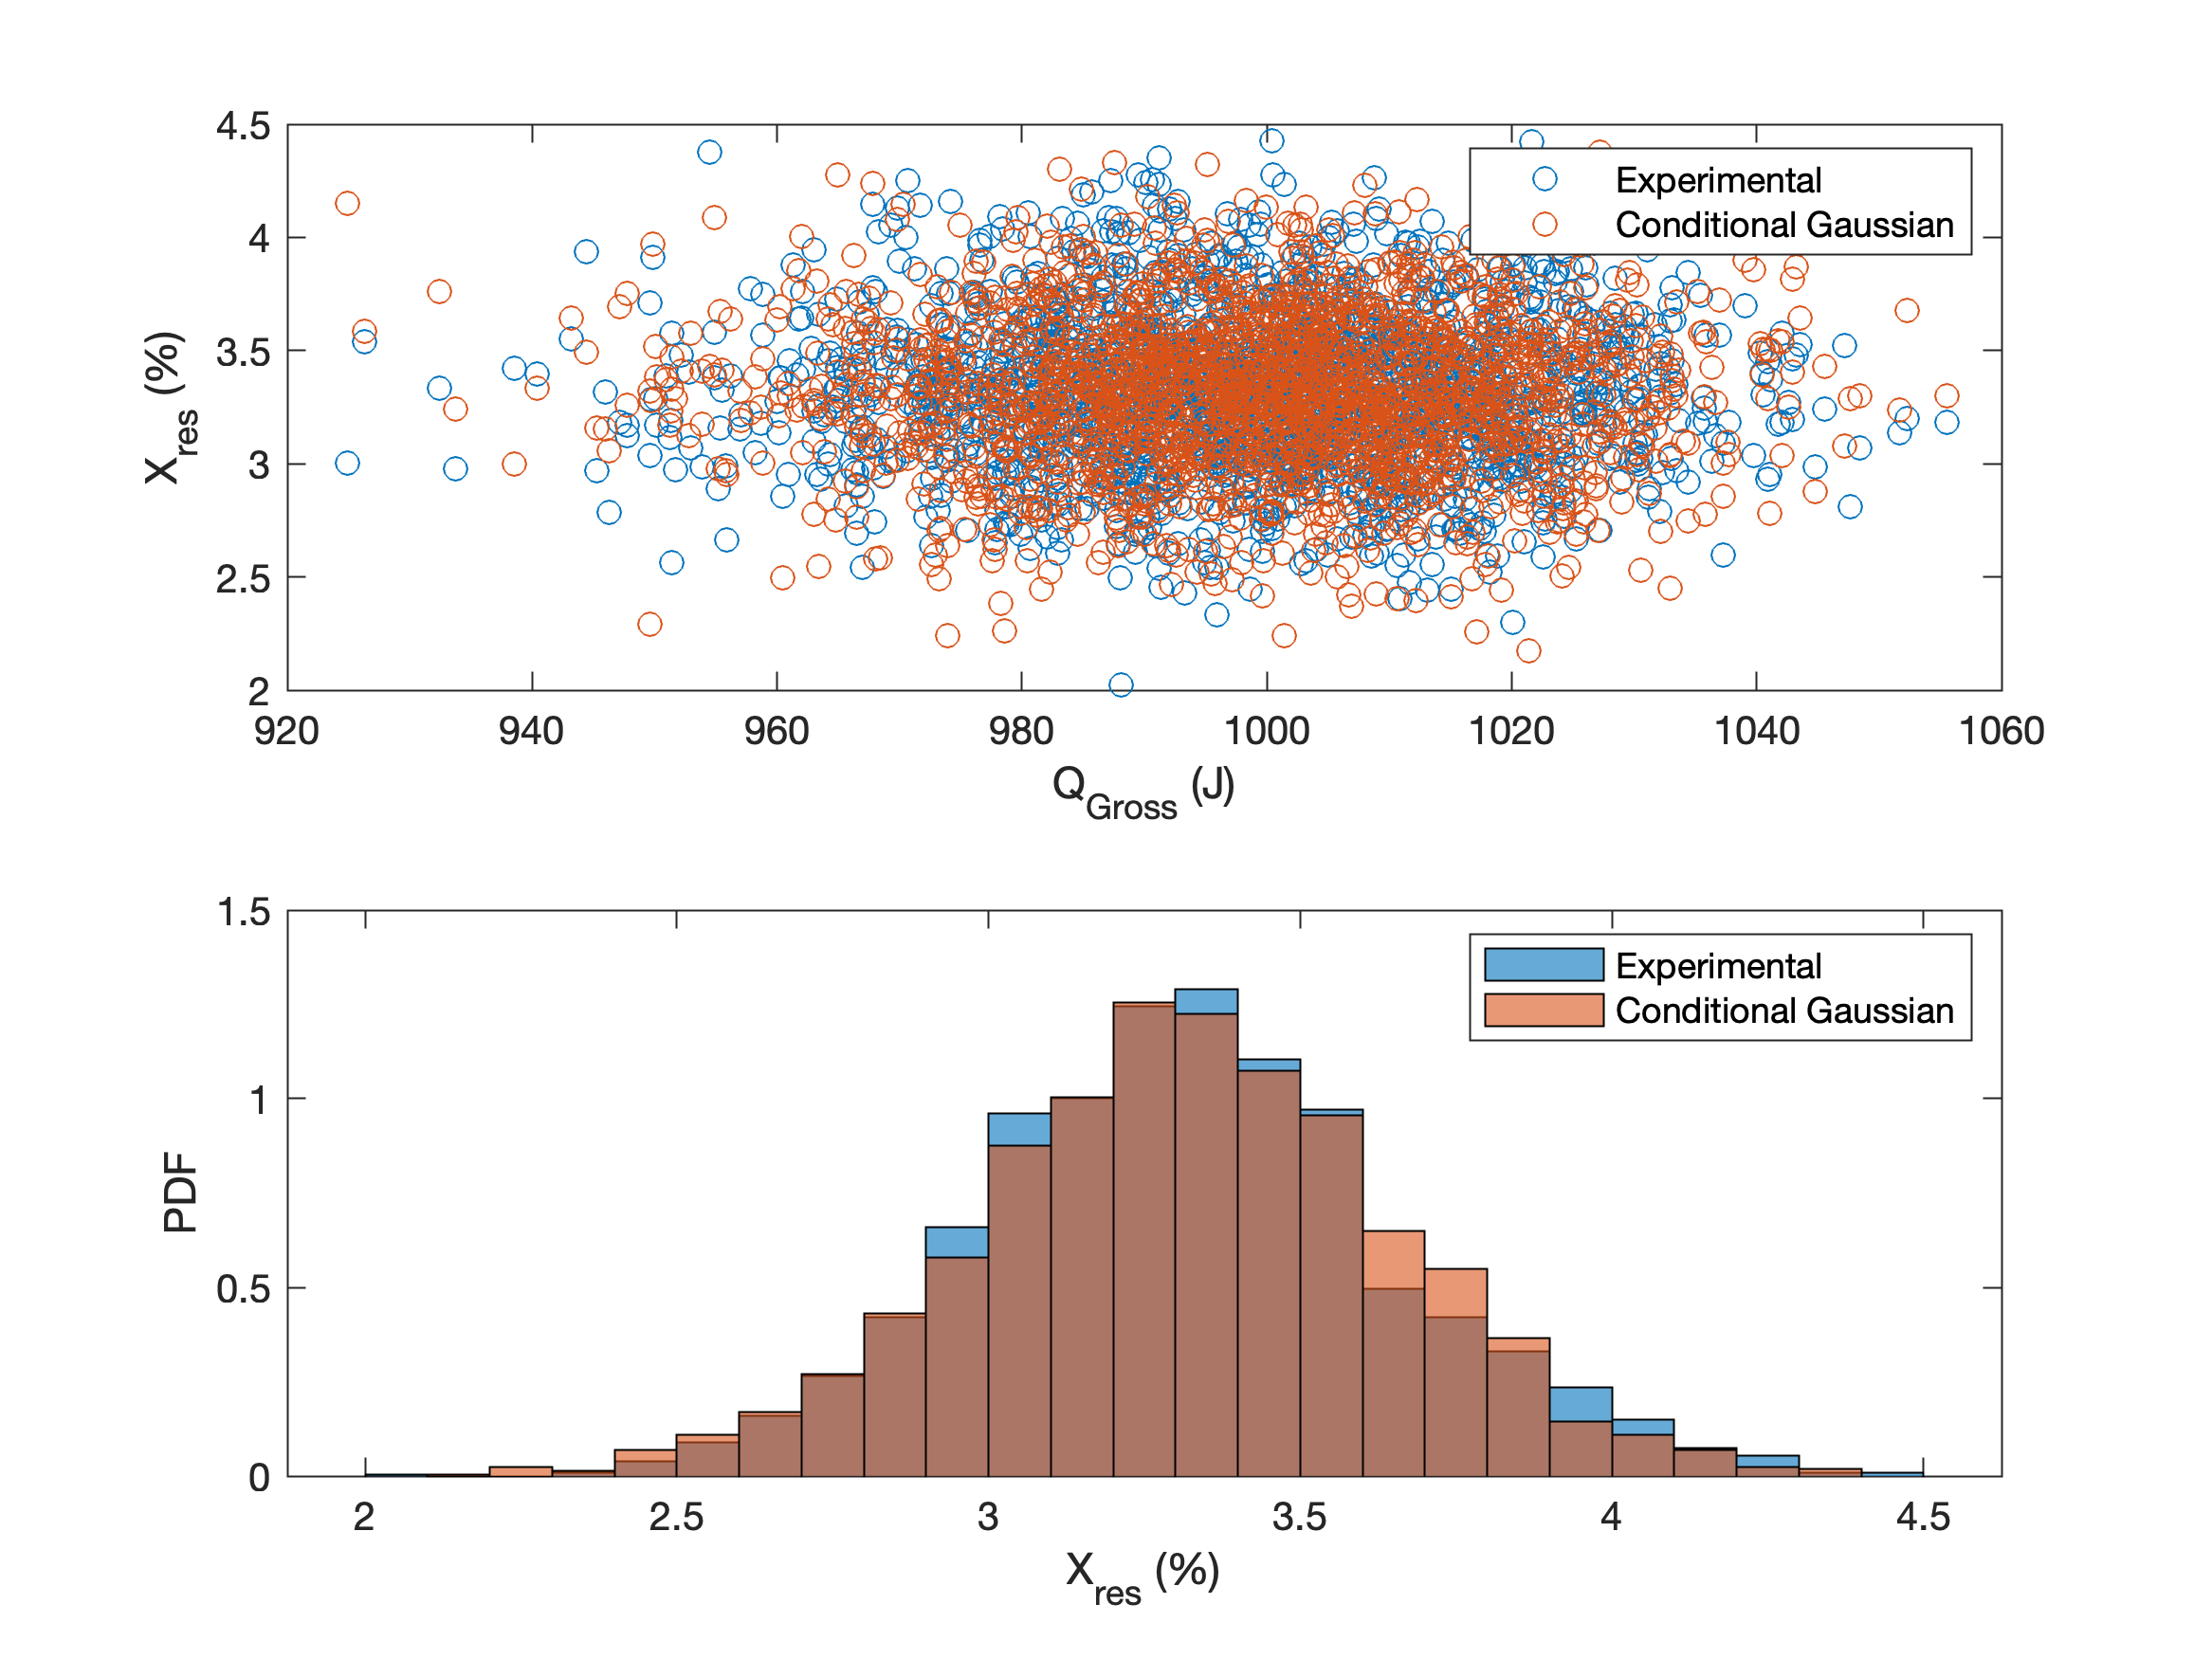 4.5
4
3.5
3
2.5
2
X_res (%)
Experimental
Conditional Gaussian
920 940 960 980 1000 1020 1040 1060
Q_Gross (J)
1.5
1
0.5
0
PDF
Experimental
Conditional Gaussian
2 2.5 3 3.5 4 4.5
X_res (%)